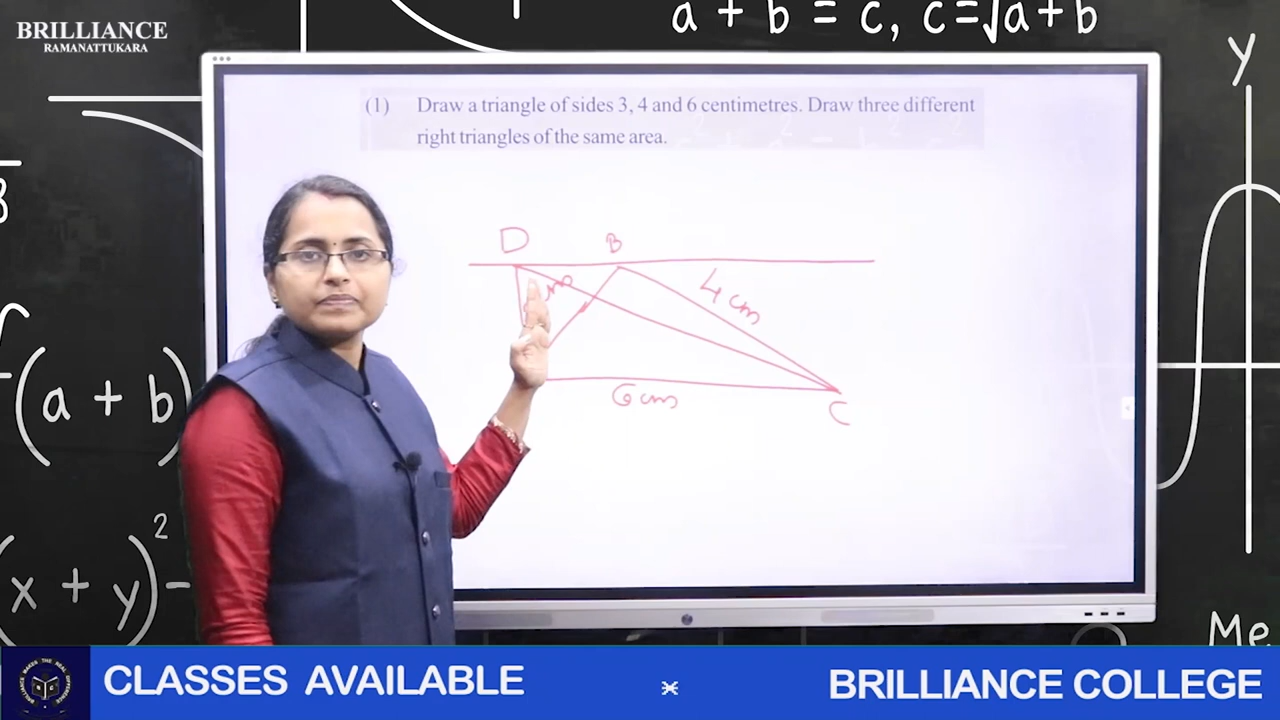 BRILLIANCE
RAMANATTUKARA
a + b = c, c=√a+b
y
(1) Draw a triangle of sides 3, 4 and 6 centimetres. Draw three different
right triangles of the same area.
D B
4 cm
6 cm
C
(a + b)
(x + y)² -
Me
CLASSES AVAILABLE
BRILLIANCE COLLEGE